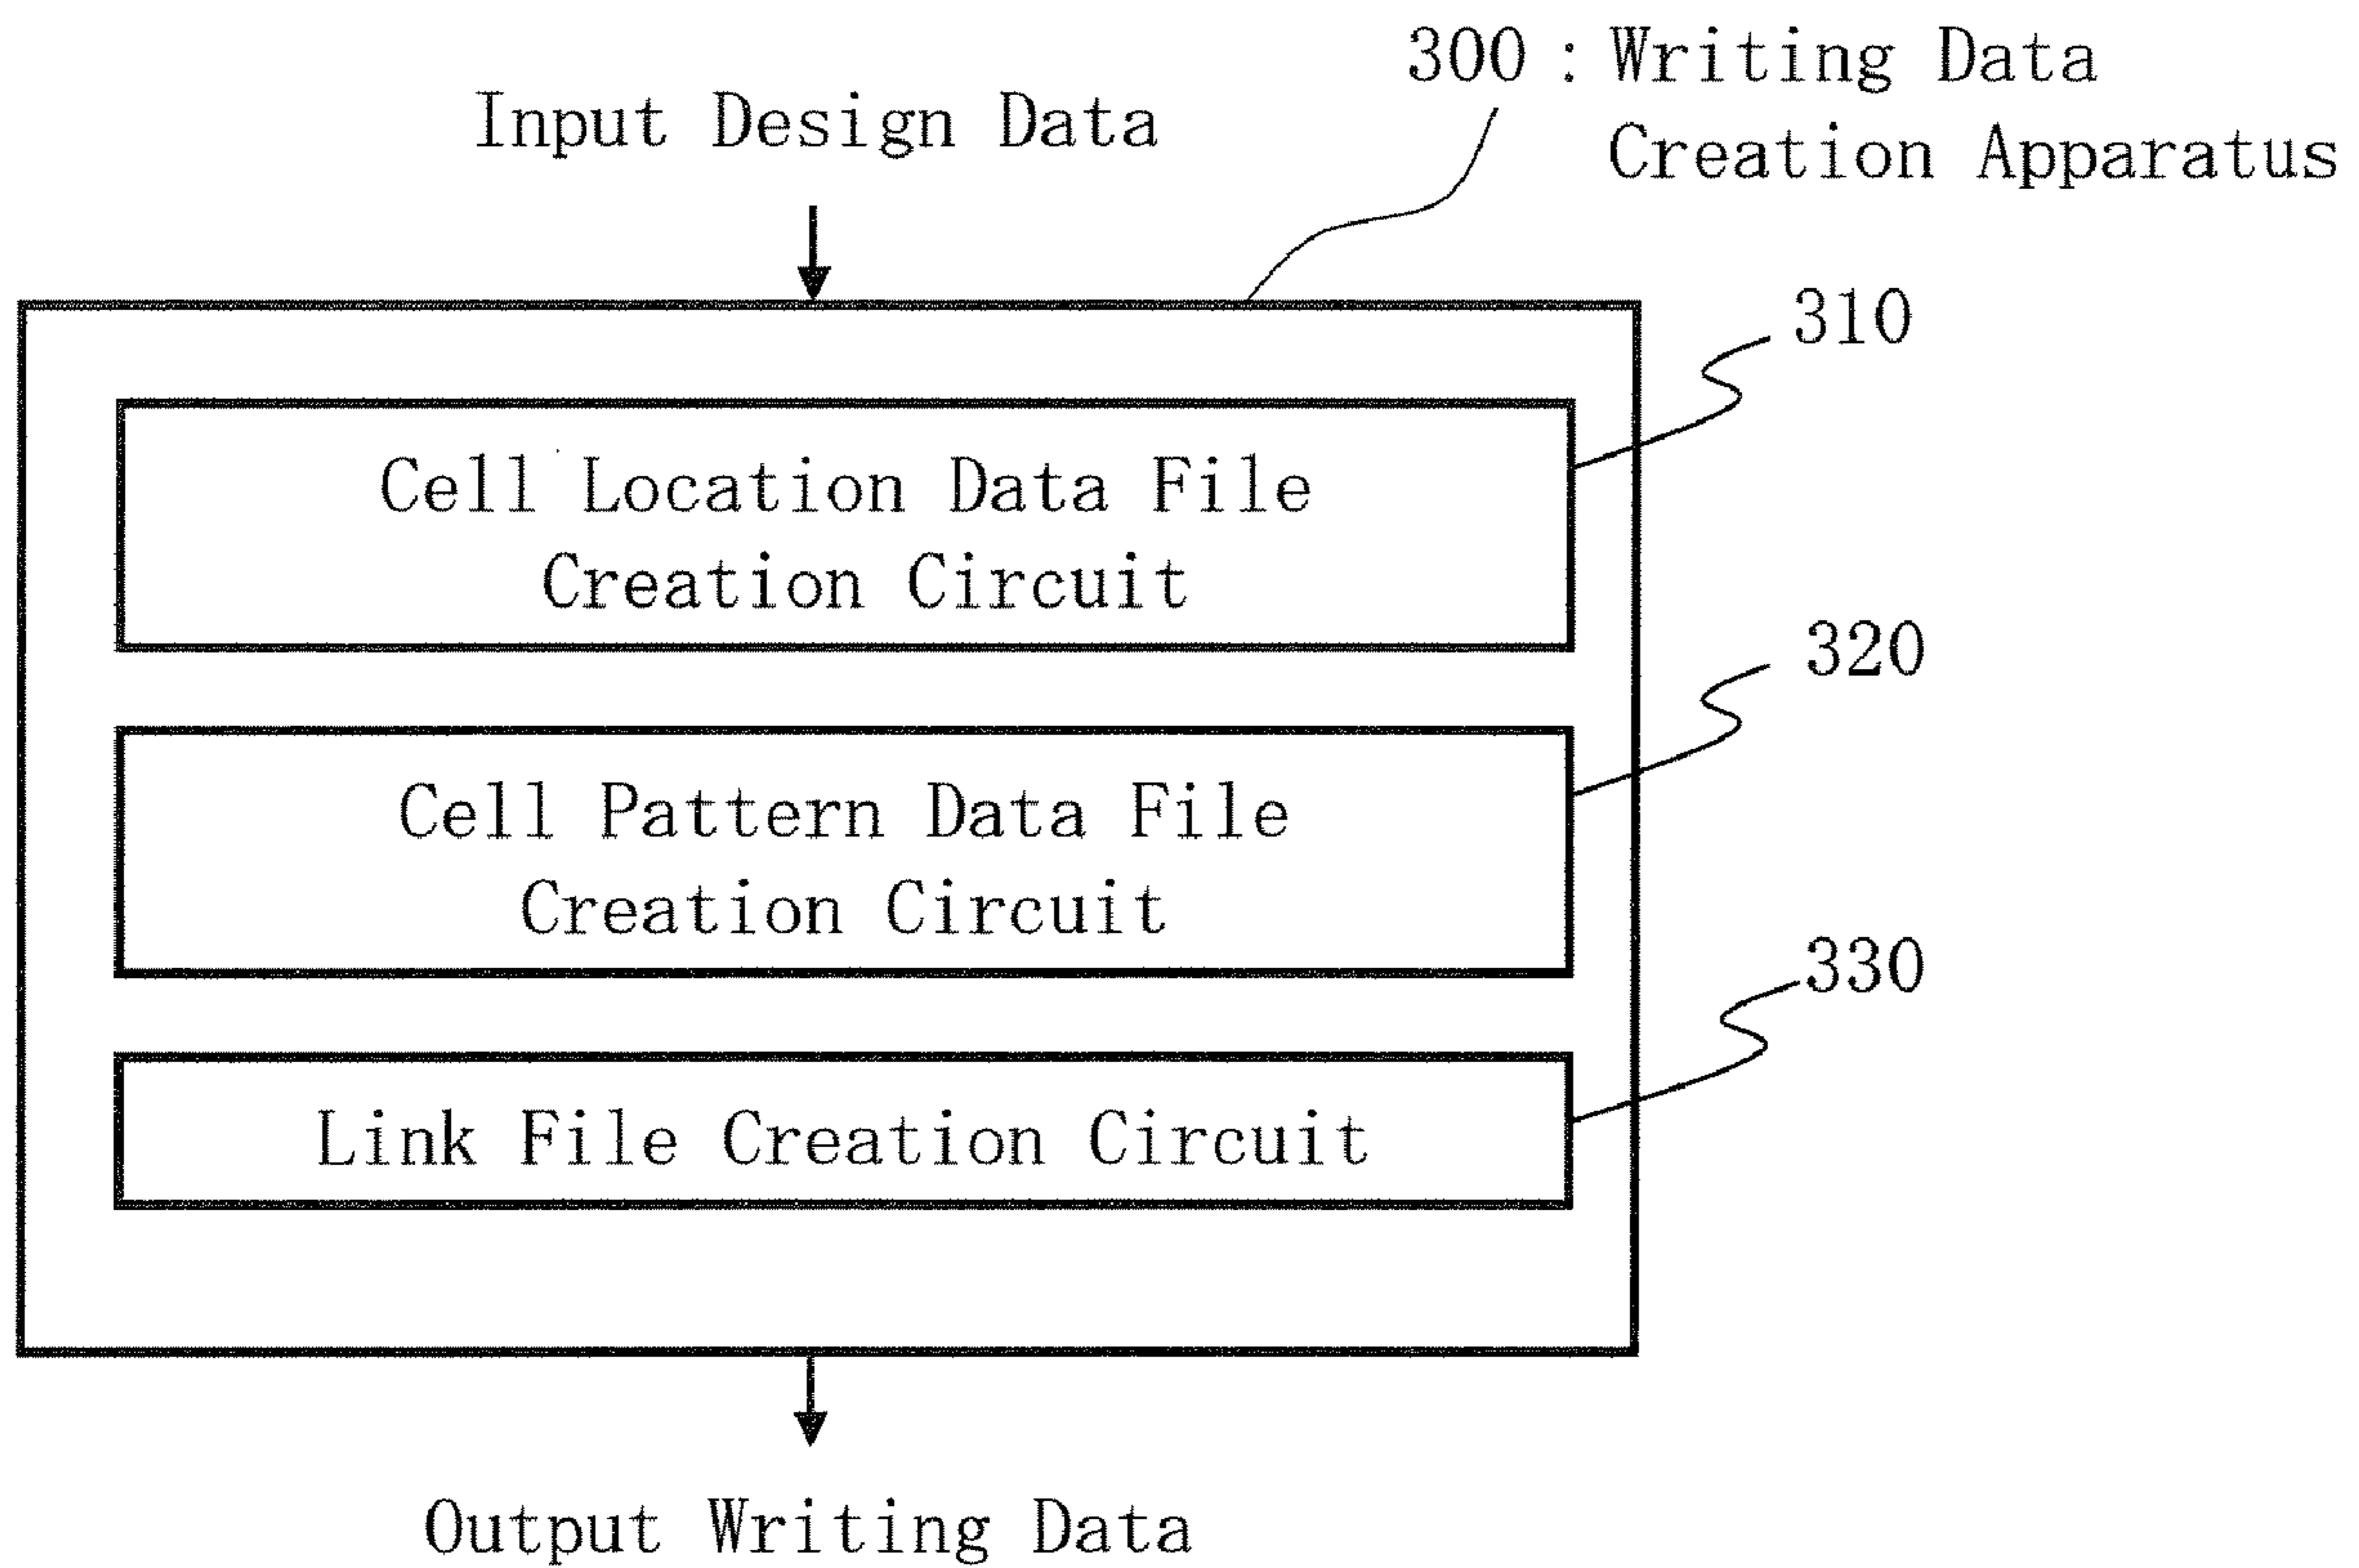 300 : Writing Data
Creation Apparatus
Input Design Data
310
Cell Location Data File
Creation Circuit
320
Cell Pattern Data File
Creation Circuit
330
Link File Creation Circuit
Output Writing Data